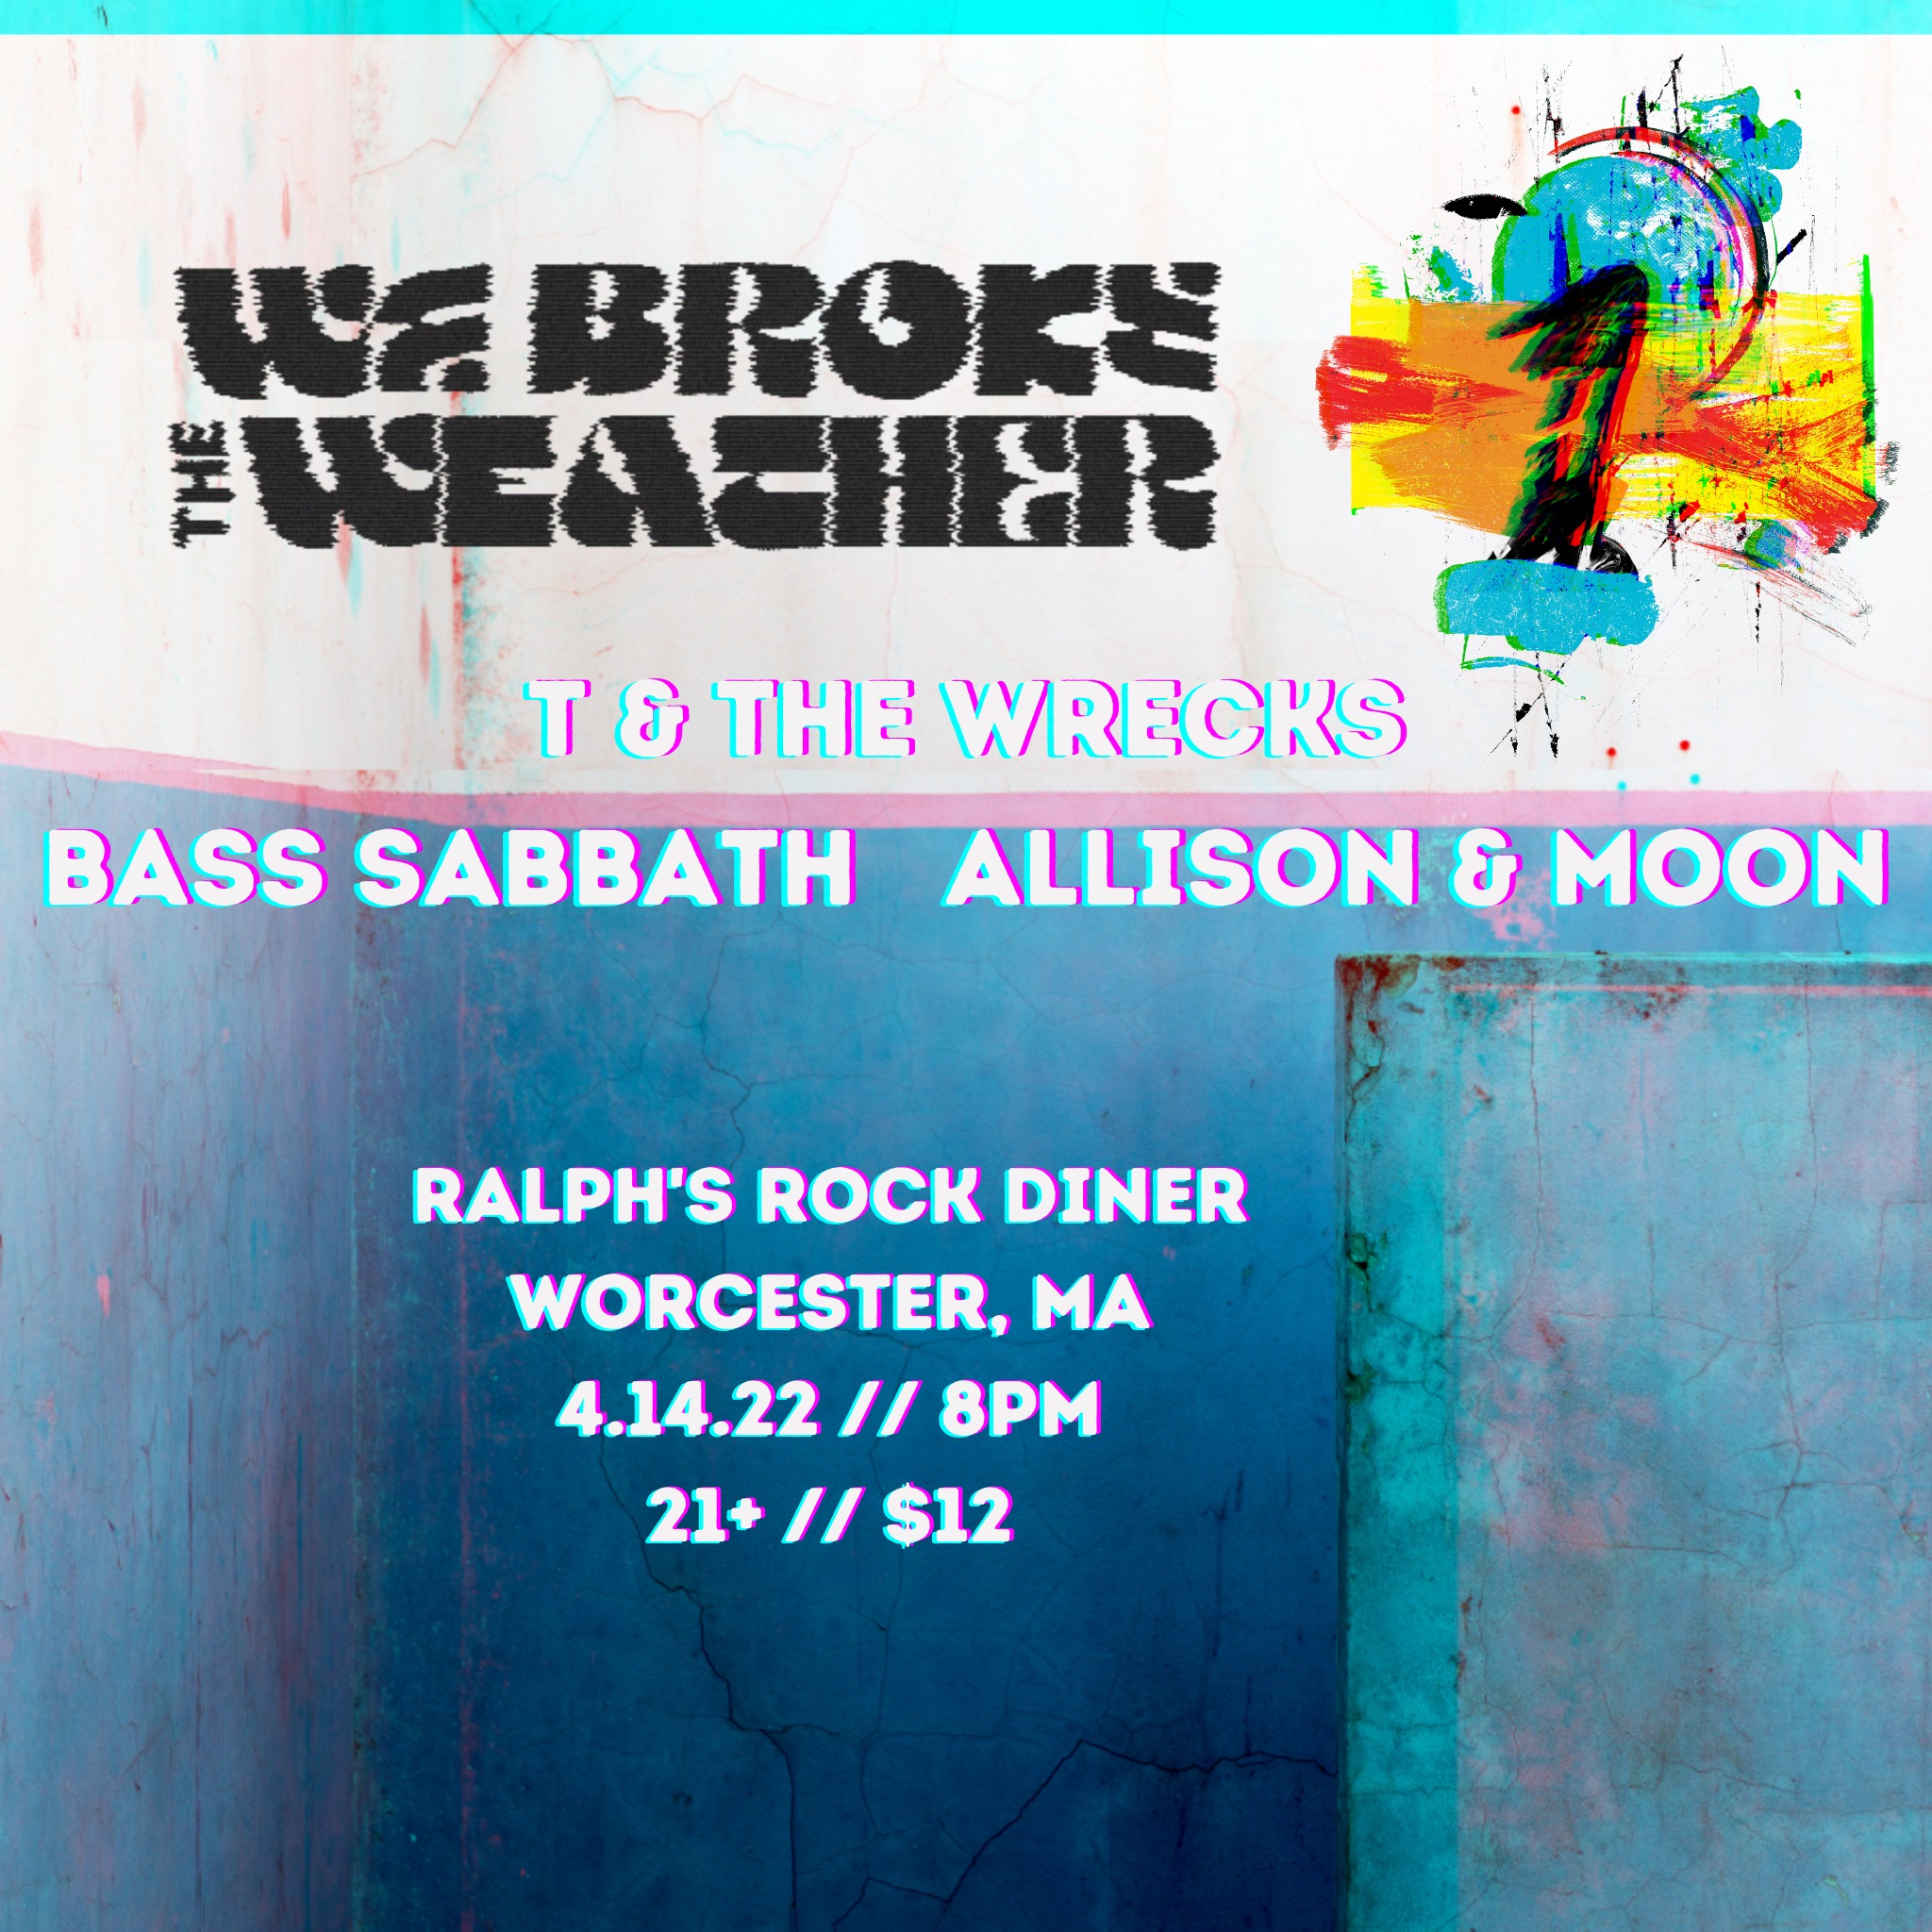 WE BROKE
THE WEATHER
T & THE WRECKS
BASS SABBATH ALLISON & MOON
RALPH'S ROCK DINER
WORCESTER, MA
4.14.22 // 8PM
21+ // $12